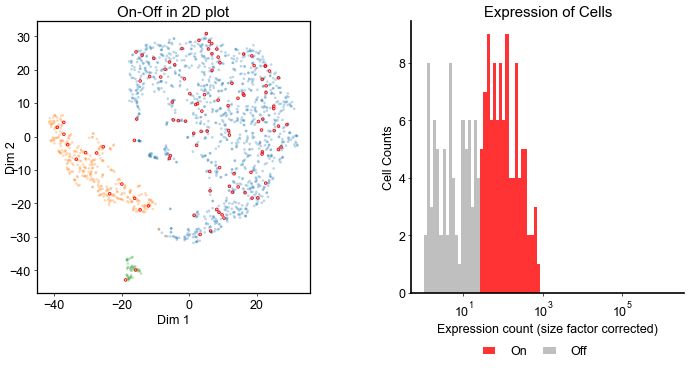 On-Off in 2D plot
Dim 2
30
20
10
0
−10
−20
−30
−40
−40
−20
0
20
Dim 1
Expression of Cells
Cell Counts
8
6
4
2
0
10^1
10^3
10^5
Expression count (size factor corrected)
On
Off